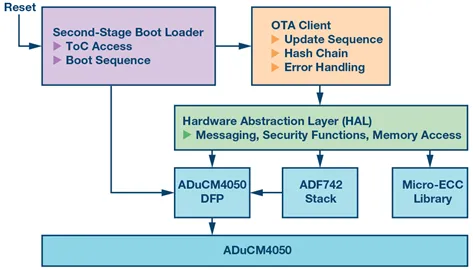 Reset
Second-Stage Boot Loader
▶ ToC Access
▶ Boot Sequence
OTA Client
▶ Update Sequence
▶ Hash Chain
▶ Error Handling
Hardware Abstraction Layer (HAL)
▶ Messaging, Security Functions, Memory Access
ADuCM4050
DFP
ADF742
Stack
Micro-ECC
Library
ADuCM4050